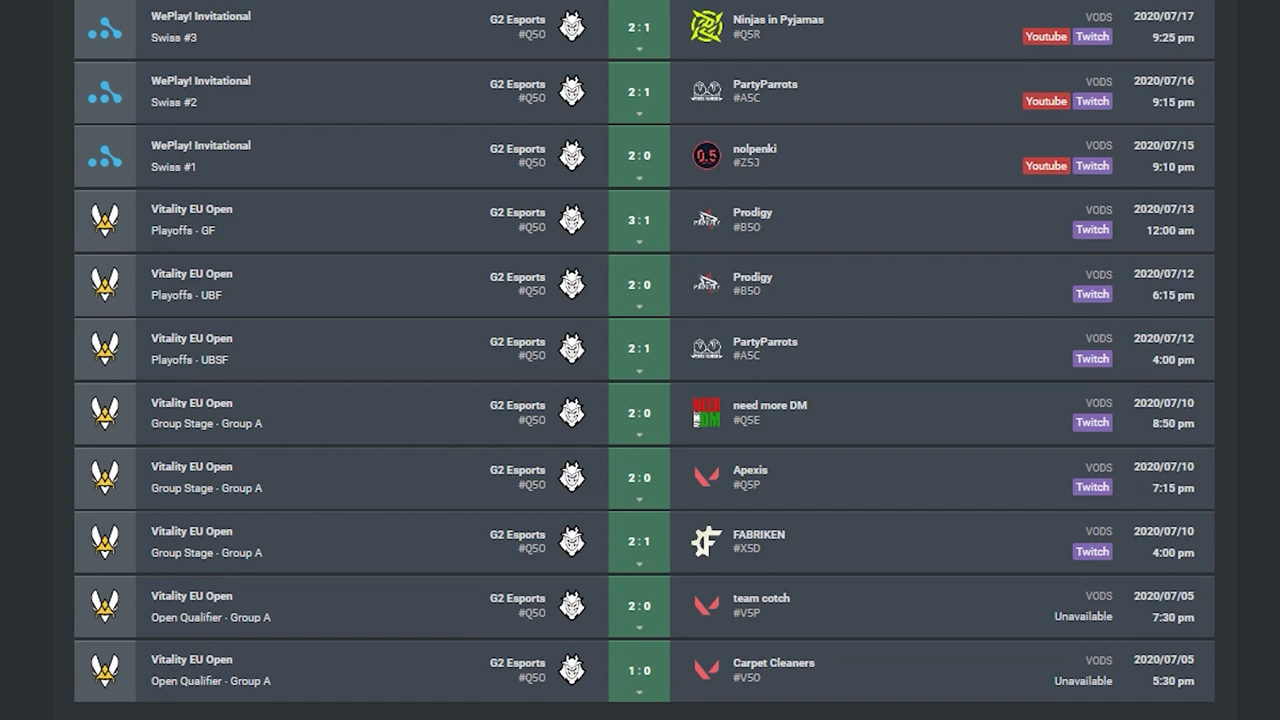 WePlay! Invitational
Swiss #3
G2 Esports
#Q50
2 : 1
Ninjas in Pyjamas
#Q5R
VODS
Youtube Twitch
2020/07/17
9:25 pm
WePlay! Invitational
Swiss #2
G2 Esports
#Q50
2 : 1
PartyParrots
#A5C
VODS
Youtube Twitch
2020/07/16
9:15 pm
WePlay! Invitational
Swiss #1
G2 Esports
#Q50
2 : 0
0.5
nolpenki
#Z5J
VODS
Youtube Twitch
2020/07/15
9:10 pm
Vitality EU Open
Playoffs - GF
G2 Esports
#Q50
3 : 1
Prodigy
#B50
VODS
Twitch
2020/07/13
12:00 am
Vitality EU Open
Playoffs - UBF
G2 Esports
#Q50
2 : 0
Prodigy
#B50
VODS
Twitch
2020/07/12
6:15 pm
Vitality EU Open
Playoffs - UBSF
G2 Esports
#Q50
2 : 1
PartyParrots
#A5C
VODS
Twitch
2020/07/12
4:00 pm
Vitality EU Open
Group Stage - Group A
G2 Esports
#Q50
2 : 0
NEED
DM
need more DM
#Q5E
VODS
Twitch
2020/07/10
8:50 pm
Vitality EU Open
Group Stage - Group A
G2 Esports
#Q50
2 : 0
Apexis
#Q5P
VODS
Twitch
2020/07/10
7:15 pm
Vitality EU Open
Group Stage - Group A
G2 Esports
#Q50
2 : 1
FABRIKEN
#X5D
VODS
Twitch
2020/07/10
4:00 pm
Vitality EU Open
Open Qualifier - Group A
G2 Esports
#Q50
2 : 0
team cotch
#V5P
VODS
Unavailable
2020/07/05
7:30 pm
Vitality EU Open
Open Qualifier - Group A
G2 Esports
#Q50
1 : 0
Carpet Cleaners
#V50
VODS
Unavailable
2020/07/05
5:30 pm